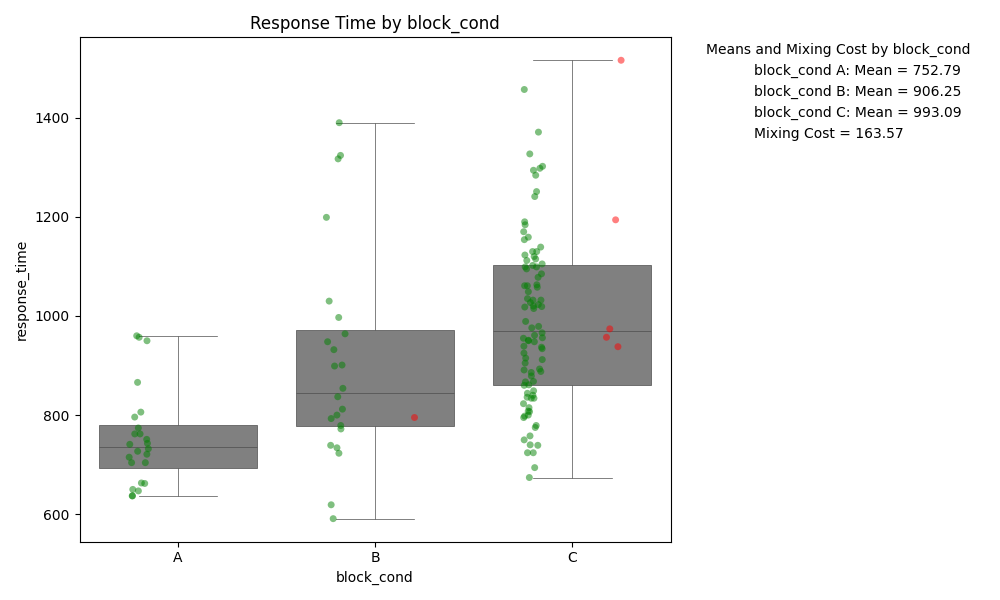 Response Time by block_cond
Means and Mixing Cost by block_cond
block_cond A: Mean = 752.79
block_cond B: Mean = 906.25
block_cond C: Mean = 993.09
Mixing Cost = 163.57
response_time
1400
1200
1000
800
600
A
B
C
block_cond